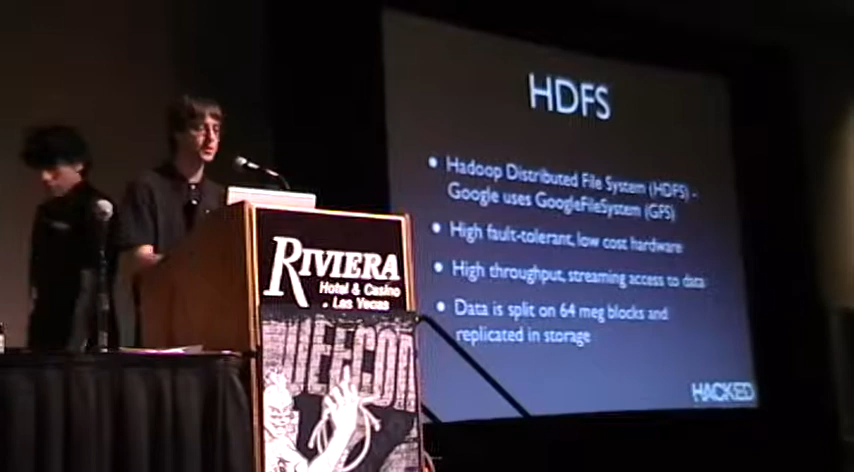 HDFS
• Hadoop Distributed File System (HDFS) -
Google uses GoogleFileSystem (GFS)
• High fault-tolerant, low cost hardware
• High throughput, streaming access to data
• Data is split on 64 meg blocks and
replicated in storage
HACKED
RIVIERA
Hotel & Casino
Las Vegas
DEFCON